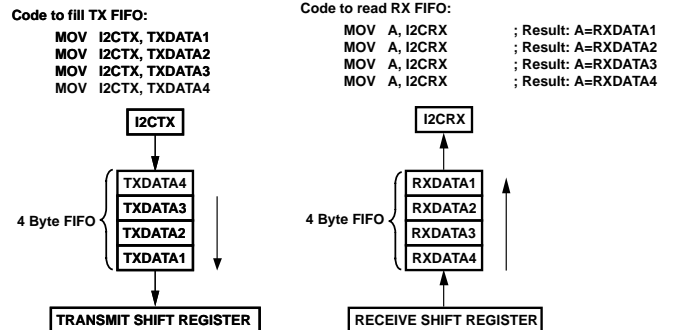 Code to fill TX FIFO:
MOV I2CTX, TXDATA1
MOV I2CTX, TXDATA2
MOV I2CTX, TXDATA3
MOV I2CTX, TXDATA4
I2CTX
4 Byte FIFO
TXDATA4
TXDATA3
TXDATA2
TXDATA1
TRANSMIT SHIFT REGISTER
Code to read RX FIFO:
MOV A, I2CRX ; Result: A=RXDATA1
MOV A, I2CRX ; Result: A=RXDATA2
MOV A, I2CRX ; Result: A=RXDATA3
MOV A, I2CRX ; Result: A=RXDATA4
I2CRX
4 Byte FIFO
RXDATA1
RXDATA2
RXDATA3
RXDATA4
RECEIVE SHIFT REGISTER